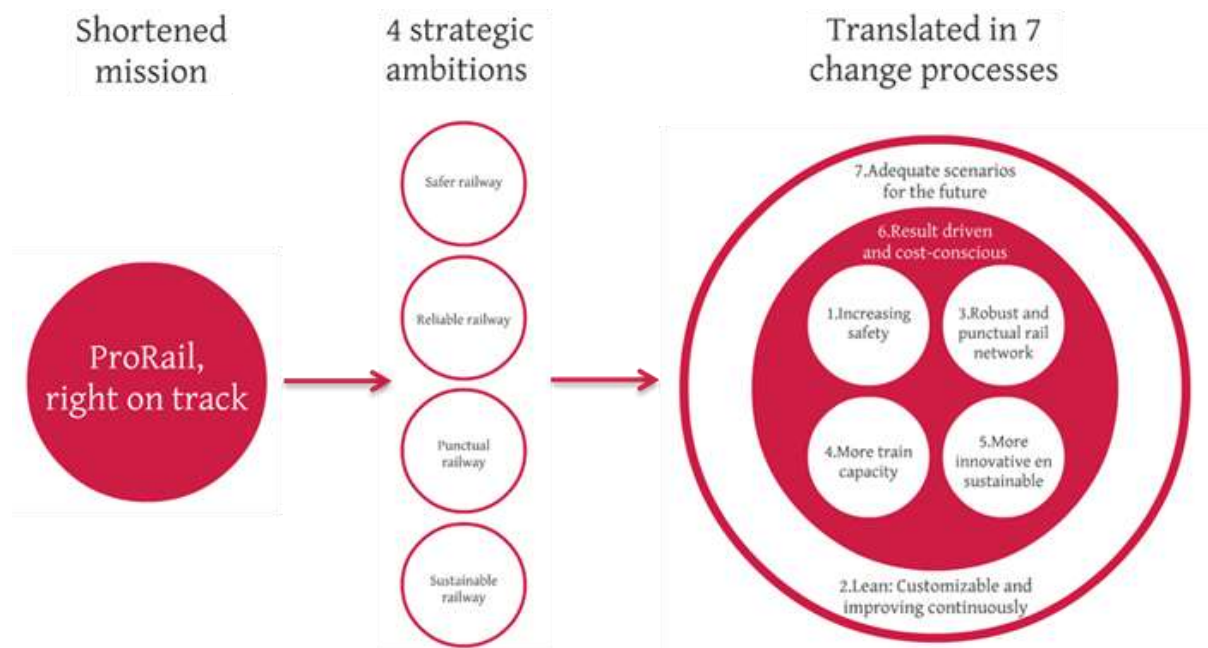 Shortened
mission
4 strategic
ambitions
Translated in 7
change processes
ProRail,
right on track
Safer railway
Reliable railway
Punctual
railway
Sustainable
railway
7.Adequate scenarios
for the future
6.Result driven
and cost-conscious
1.Increasing
safety
3.Robust and
punctual rail
network
4.More train
capacity
5.More
innovative en
sustainable
2.Lean: Customizable and
improving continuously